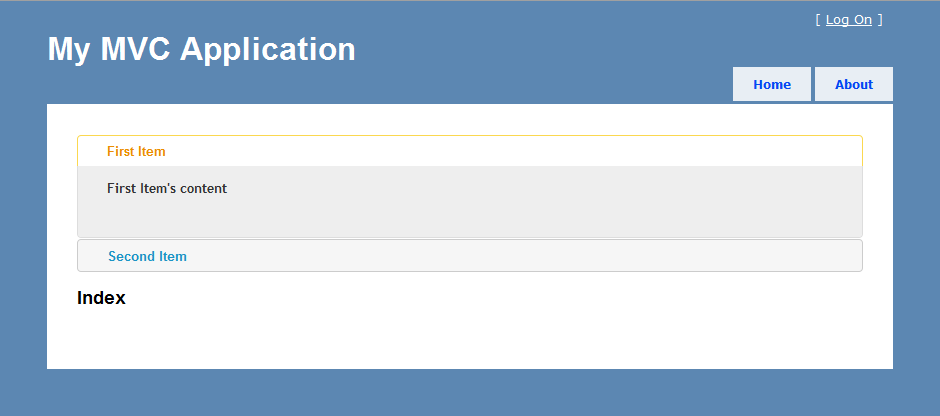 [ Log On ]
My MVC Application
Home About
First Item
First Item's content
Second Item
Index